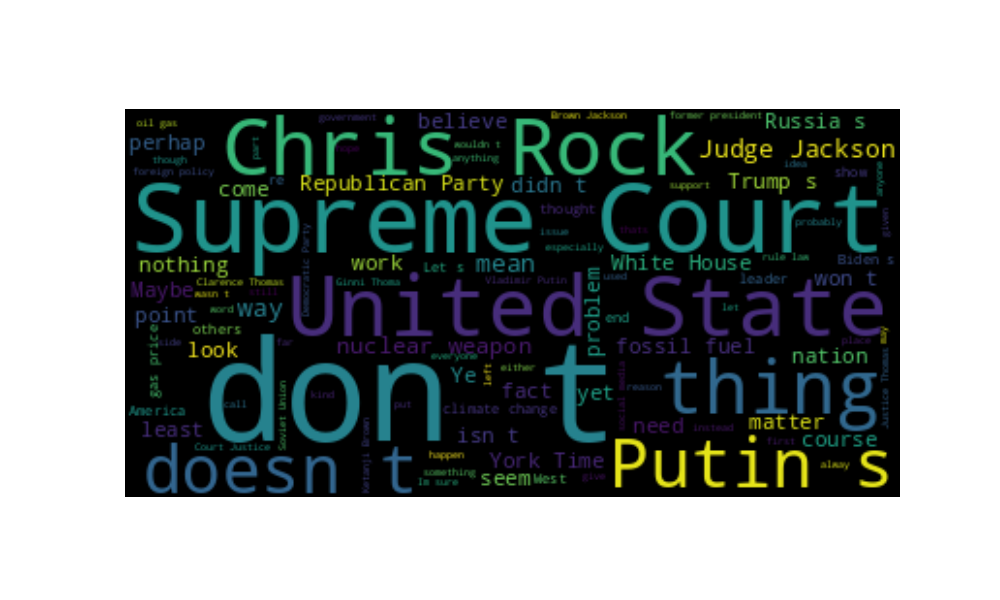 oil gas
government
believe
Brown Jackson
former president
Russia s
perhap
Chris Rock
part
hope
wouldn t
anything
Judge Jackson
though
foreign policy
come
re
Republican Party
didn t
support
Trump s
idea
show
anyone
Supreme Court
thought
issue
especially
thats
probably
given
nothing
Democratic Party
work
Let s
mean
White House
rule law
Biden s
Clarence Thomas
Ginni Thoma
Vladimir Putin
problem
used
leader
won t
Maybe
wasn t
still
United State
point
word
way
end
let
others
gas price
side
look
far
nuclear weapon
everyone
fossil fuel
place
may
nation
don t
Ye
left
either
yet
social media
reason
thing
Justice Thomas
America
call
Soviet Union
kind
put
fact
climate change
least
isn t
need
instead
matter
first
course
Court Justice
Ketanji Brown
doesn t
happen
something
Im sure
seem
West
York Time
give
Putin s
alway